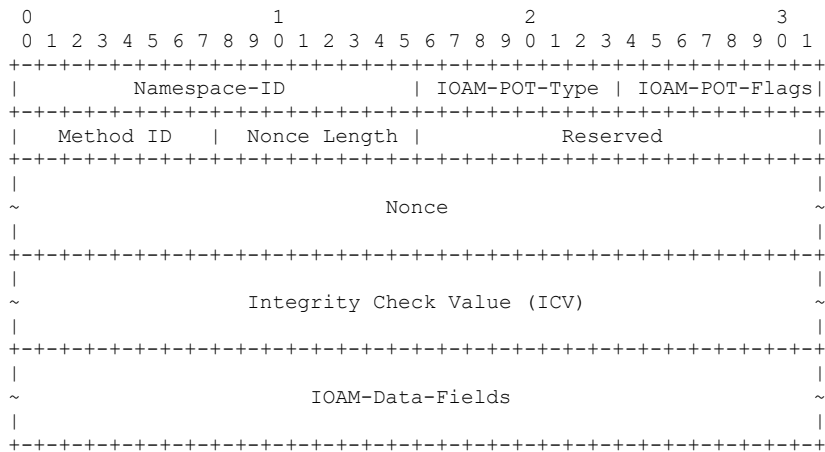 0                   1                   2                   3
 0 1 2 3 4 5 6 7 8 9 0 1 2 3 4 5 6 7 8 9 0 1 2 3 4 5 6 7 8 9 0 1
+-+-+-+-+-+-+-+-+-+-+-+-+-+-+-+-+-+-+-+-+-+-+-+-+-+-+-+-+-+-+-+-+
|         Namespace-ID          | IOAM-POT-Type | IOAM-POT-Flags|
+-+-+-+-+-+-+-+-+-+-+-+-+-+-+-+-+-+-+-+-+-+-+-+-+-+-+-+-+-+-+-+-+
|   Method ID   | Nonce Length  |           Reserved            |
+-+-+-+-+-+-+-+-+-+-+-+-+-+-+-+-+-+-+-+-+-+-+-+-+-+-+-+-+-+-+-+-+
|                                                               |
~                             Nonce                             ~
|                                                               |
+-+-+-+-+-+-+-+-+-+-+-+-+-+-+-+-+-+-+-+-+-+-+-+-+-+-+-+-+-+-+-+-+
|                                                               |
~                  Integrity Check Value (ICV)                  ~
|                                                               |
+-+-+-+-+-+-+-+-+-+-+-+-+-+-+-+-+-+-+-+-+-+-+-+-+-+-+-+-+-+-+-+-+
|                                                               |
~                       IOAM-Data-Fields                        ~
|                                                               |
+-+-+-+-+-+-+-+-+-+-+-+-+-+-+-+-+-+-+-+-+-+-+-+-+-+-+-+-+-+-+-+-+